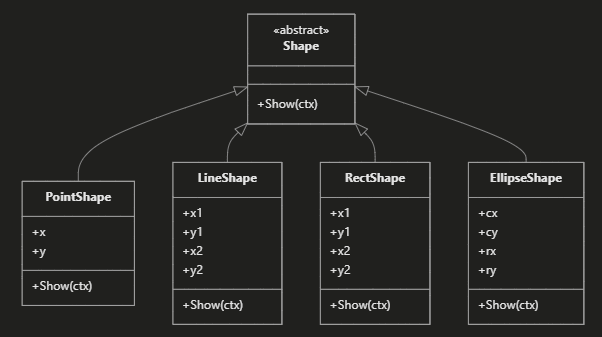 «abstract»
Shape
+Show(ctx)
PointShape
+x
+y
+Show(ctx)
LineShape
+x1
+y1
+x2
+y2
+Show(ctx)
RectShape
+x1
+y1
+x2
+y2
+Show(ctx)
EllipseShape
+cx
+cy
+rx
+ry
+Show(ctx)